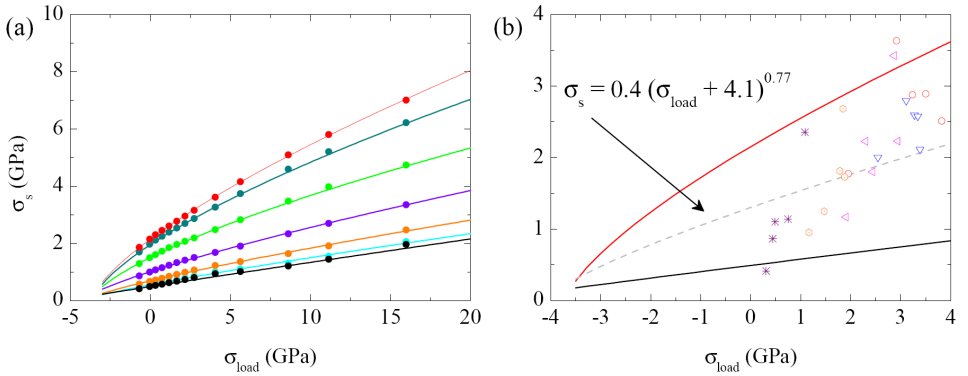 (a)
10
8
6
4
2
0
σs (GPa)
-5 0 5 10 15 20
σload (GPa)
(b)
4
3
2
1
0
σs = 0.4 (σload + 4.1)^0.77
-4 -3 -2 -1 0 1 2 3 4
σload (GPa)